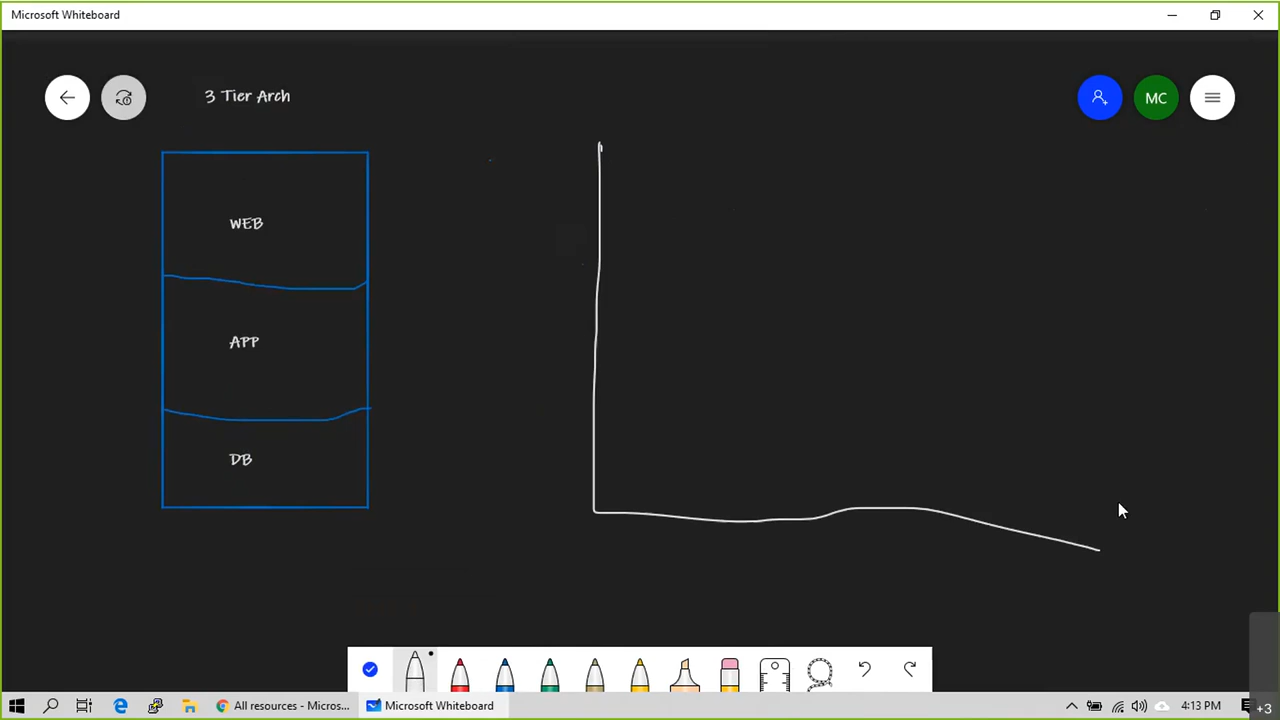 Microsoft Whiteboard
3 Tier Arch
MC
WEB
APP
DB
All resources - Micros...
Microsoft Whiteboard
4:13 PM
+3